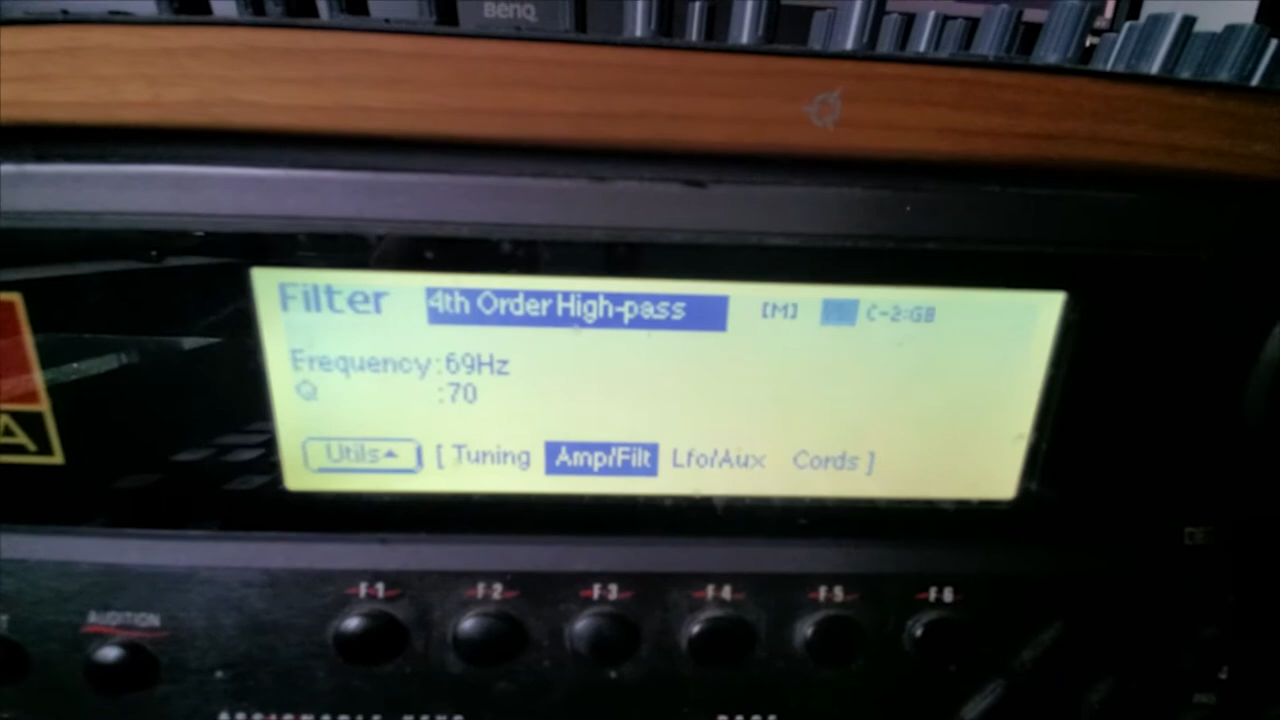 BenQ
Filter 4th Order High-pass [M] C-2:GB
Frequency:69Hz
Q :70
Utils [ Tuning Amp/Filt Lfo/Aux Cords ]
F1 F2 F3 F4 F5 F6
AUDITION